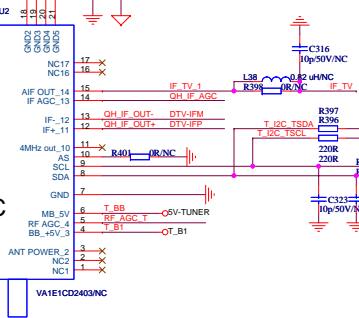 U2
18
19
20
21
GND2
GND3
GND4
GND5
NC17 17
NC16 16
AIF OUT_14 15
IF AGC_13 14
IF-_12 13
IF+_11 12
4MHz out_10 11
AS 10
SCL 9
SDA 8
GND 7
MB_5V 6
RF AGC_4 5
BB_+5V_3 4
ANT POWER_2 3
NC2 2
NC1 1
VA1E1CD2403/NC
IF_TV_1
QH_IF_AGC
QH_IF_OUT- DTV-IFM
QH_IF_OUT+ DTV-IFP
R401 0R/NC
T_BB 5V-TUNER
RF_AGC_T
T_B1 T_B1
C316
10p/50V/NC
L38 0.82 uH/NC
R398 0R/NC IF_TV
R397
T_I2C_TSDA R396
T_I2C_TSCL
220R
220R
C323
10p/50V/N
C